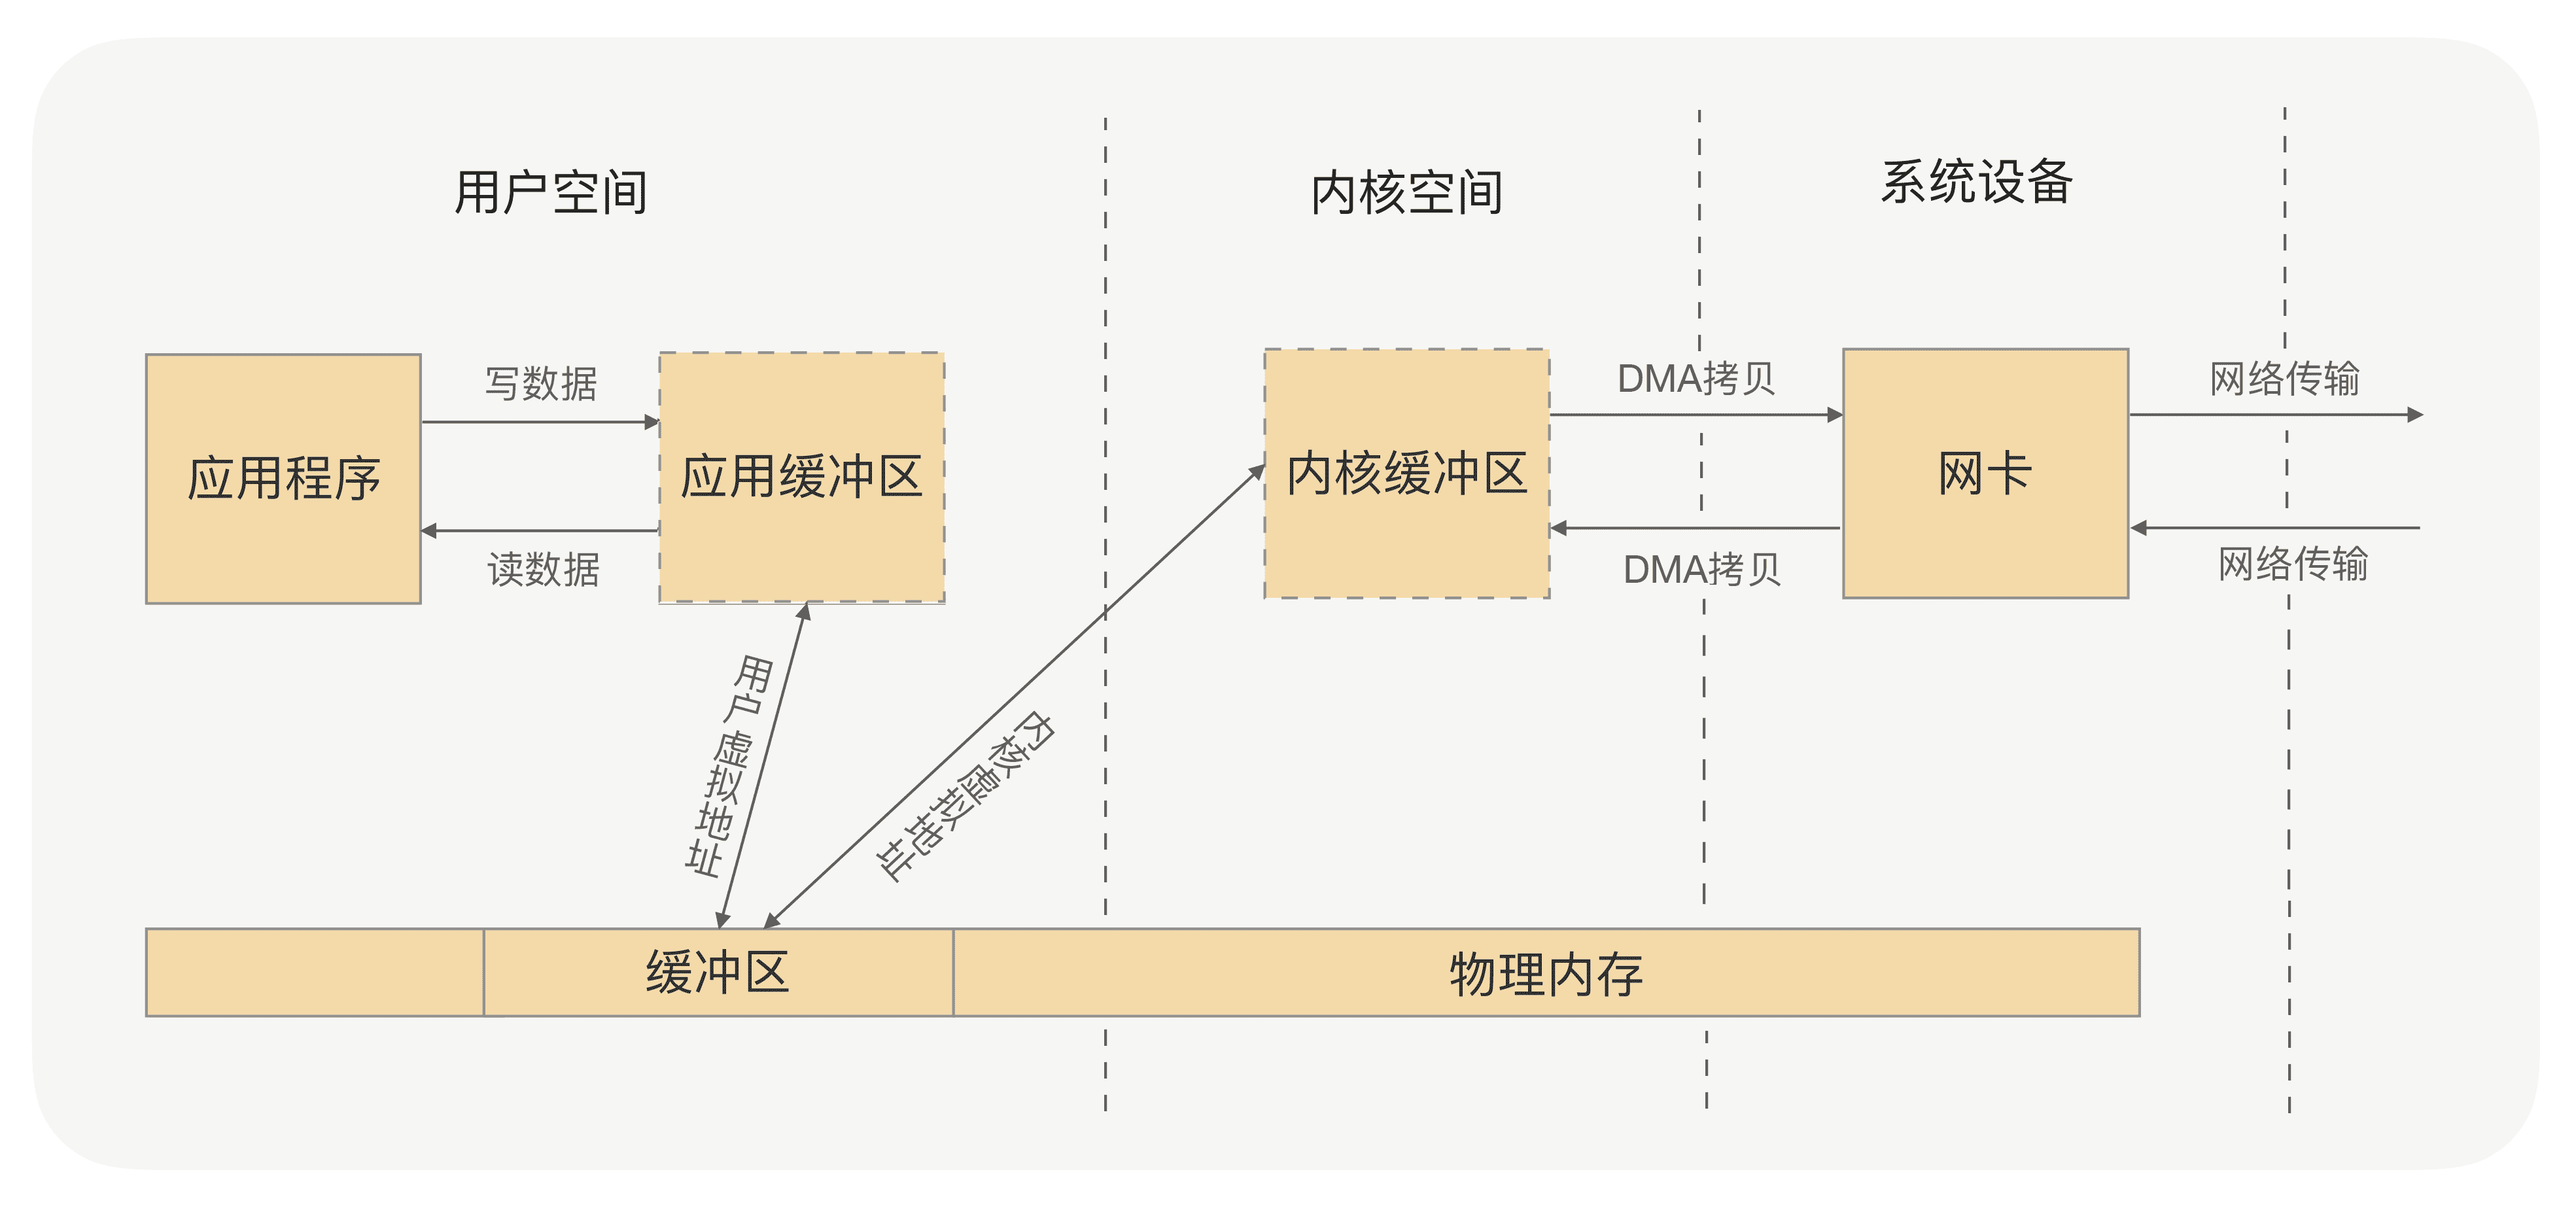 用户空间
内核空间
系统设备
应用程序
写数据
读数据
应用缓冲区
内核缓冲区
DMA拷贝
DMA拷贝
网卡
网络传输
网络传输
用户虚拟地址
内核虚拟地址
缓冲区
物理内存